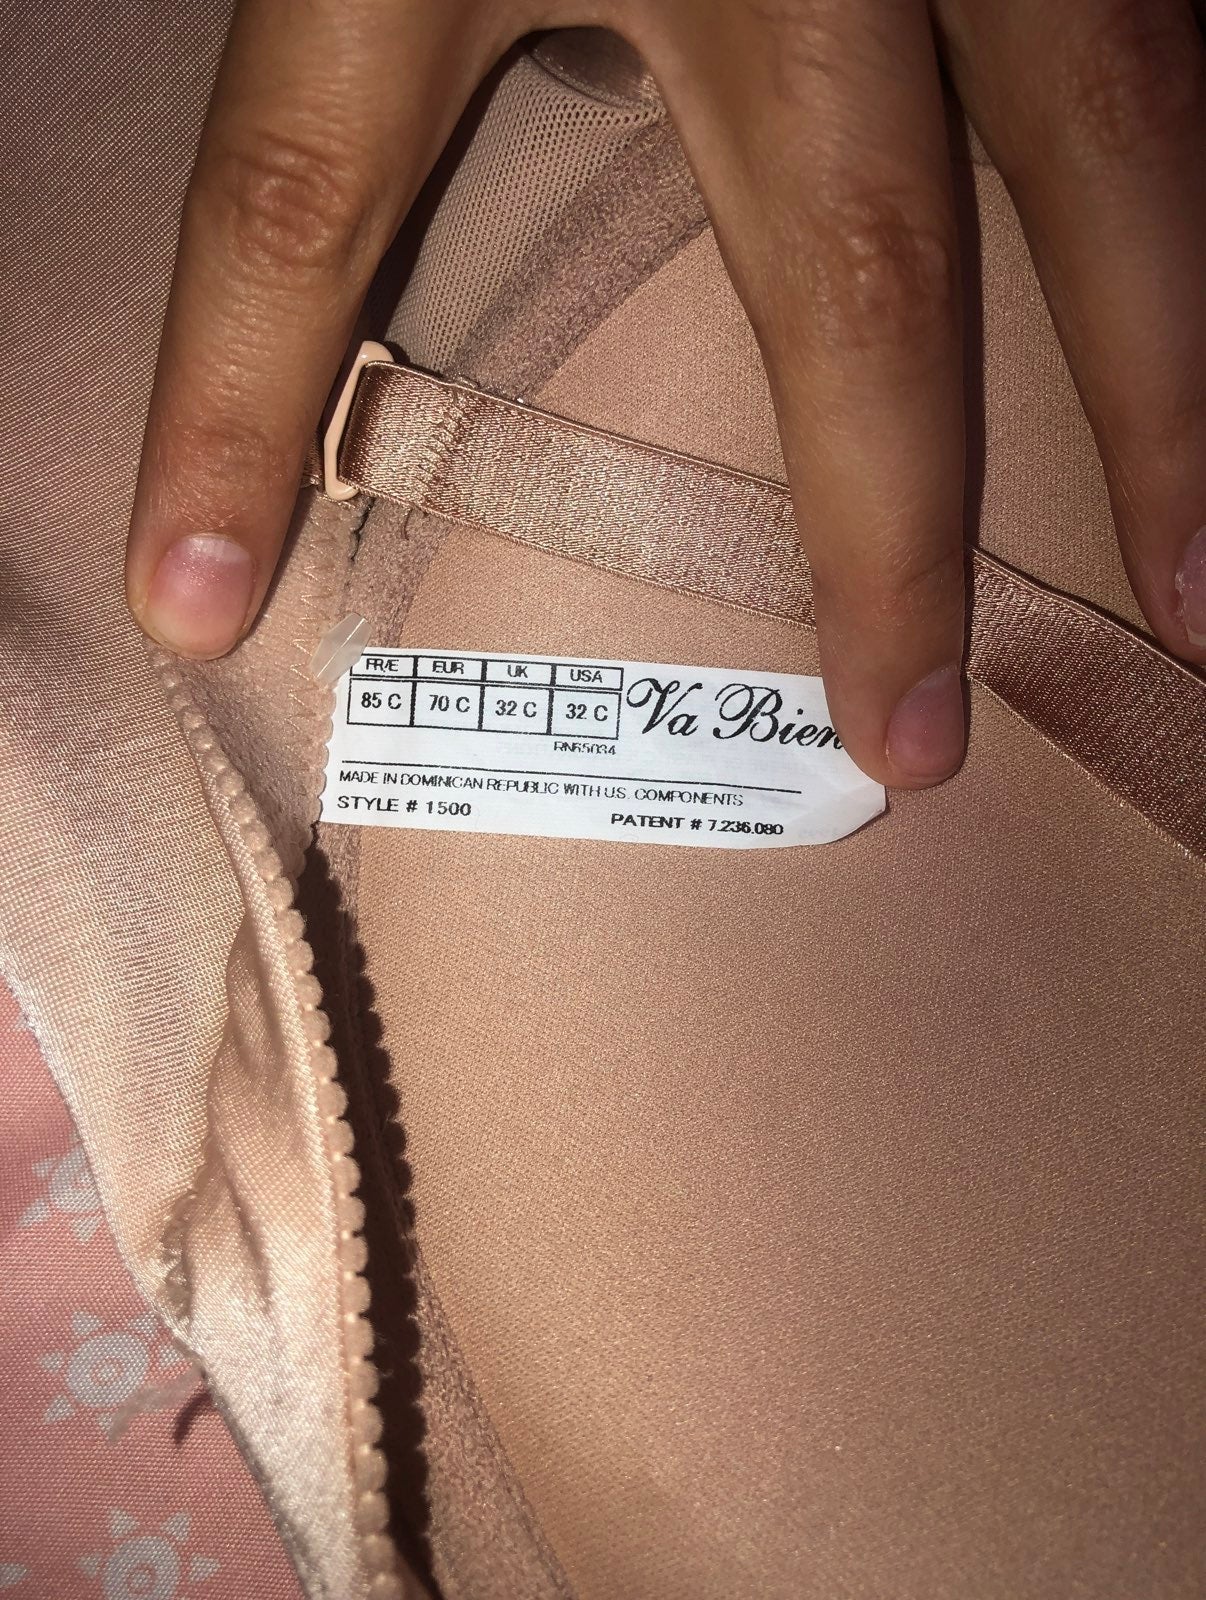 FR/E EUR UK USA
85 C 70 C 32 C 32 C
Va Bien
RN65034
MADE IN DOMINICAN REPUBLIC WITH U.S. COMPONENTS
STYLE # 1500
PATENT # 7.236.080